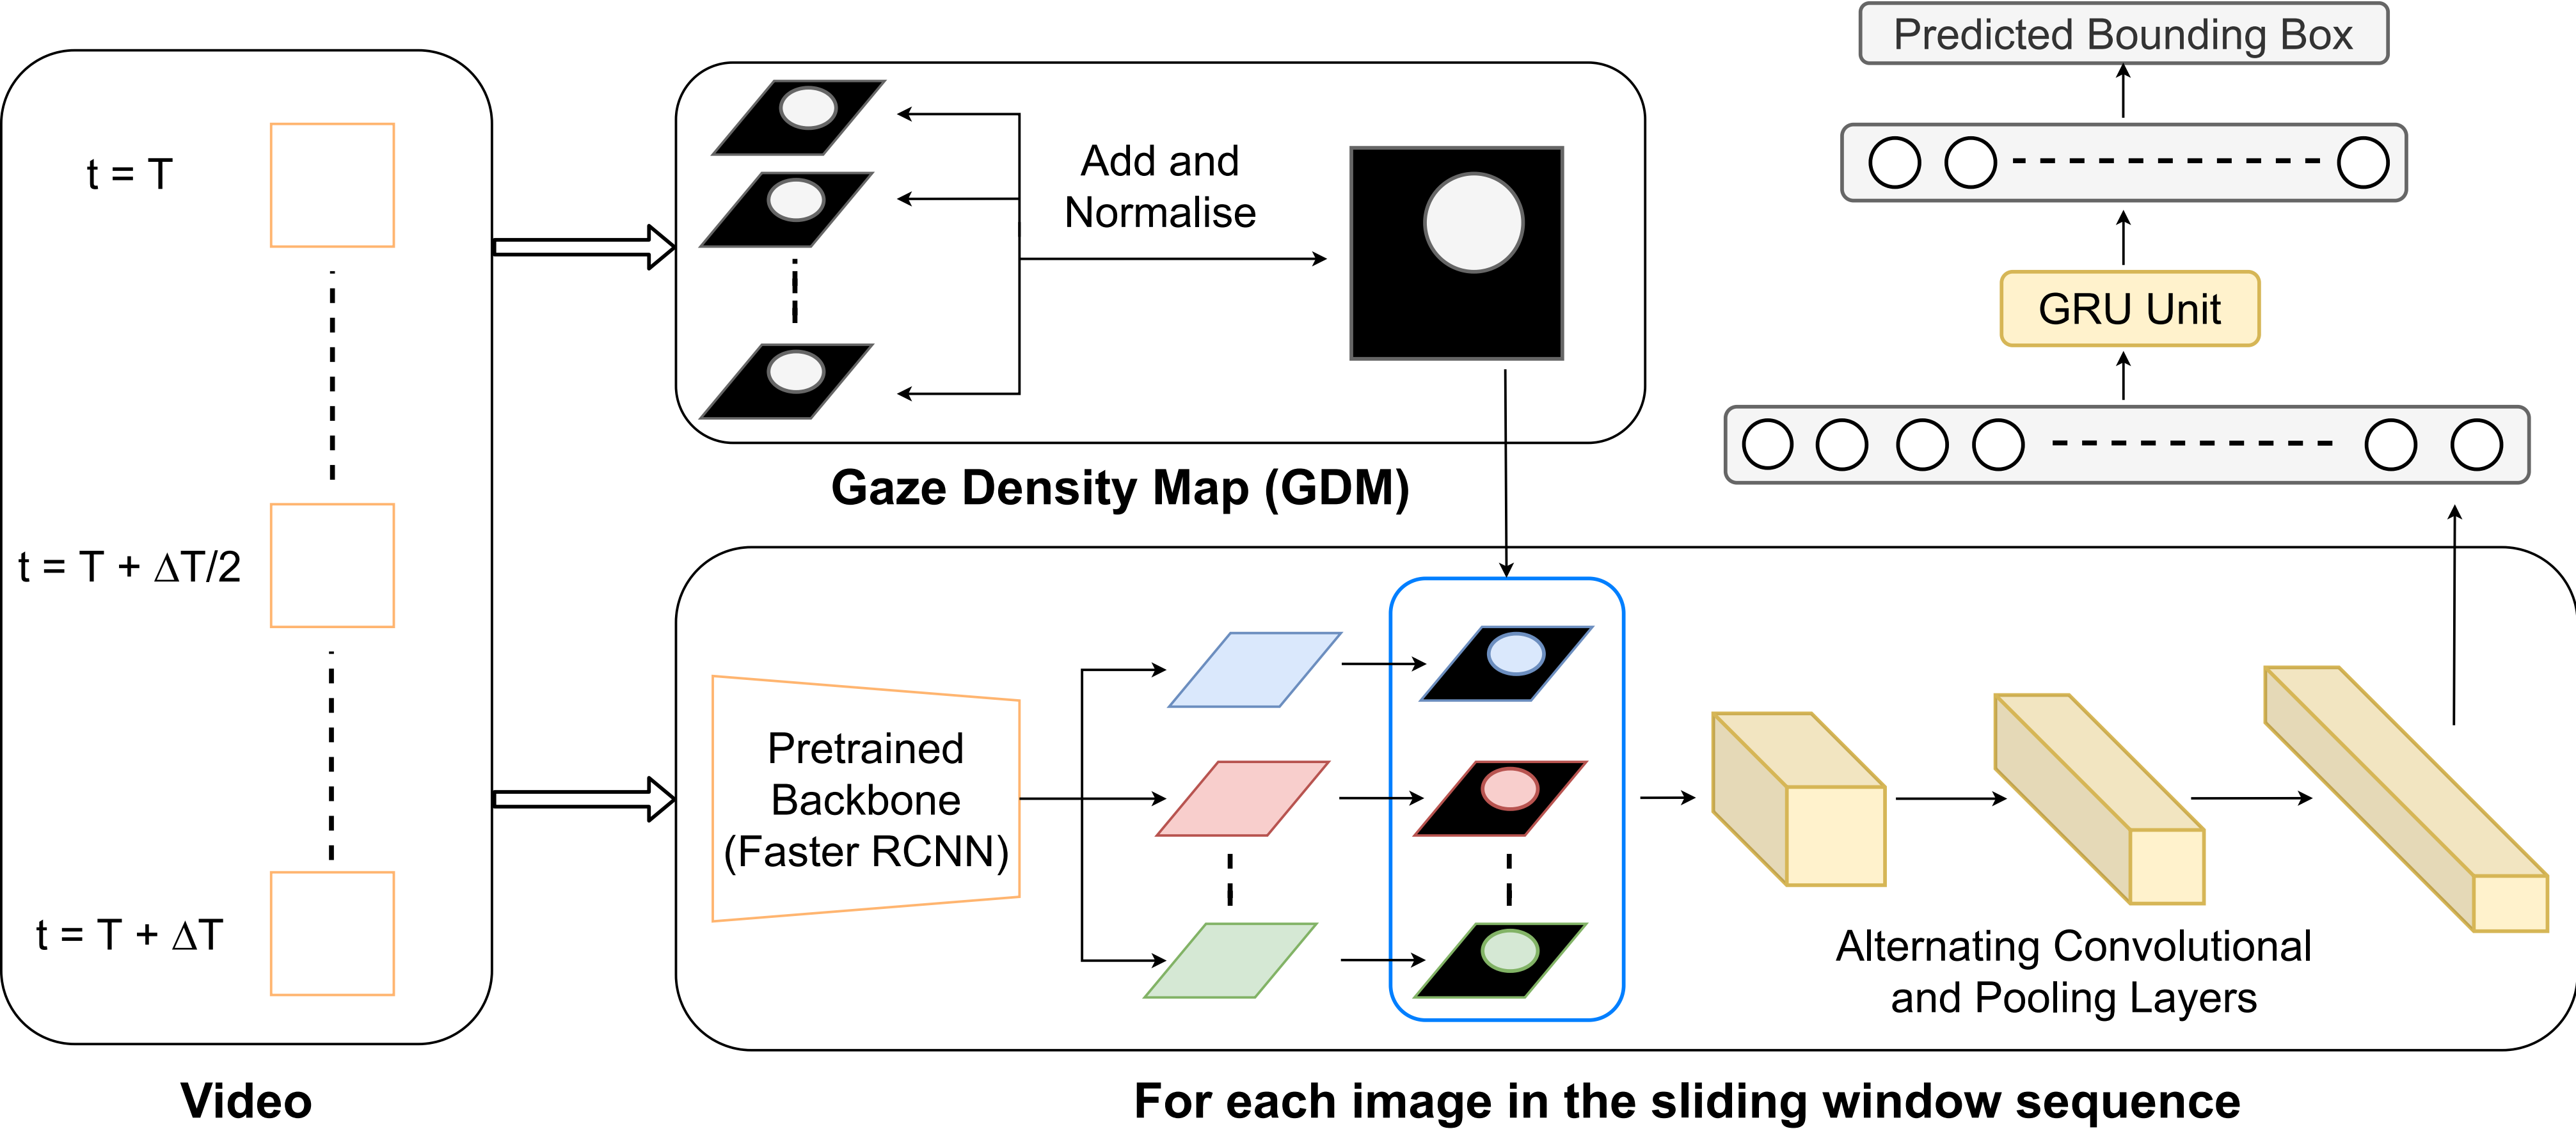 Predicted Bounding Box
t = T
Add and
Normalise
GRU Unit
Gaze Density Map (GDM)
t = T + ΔT/2
Pretrained
Backbone
(Faster RCNN)
t = T + ΔT
Alternating Convolutional
and Pooling Layers
Video
For each image in the sliding window sequence